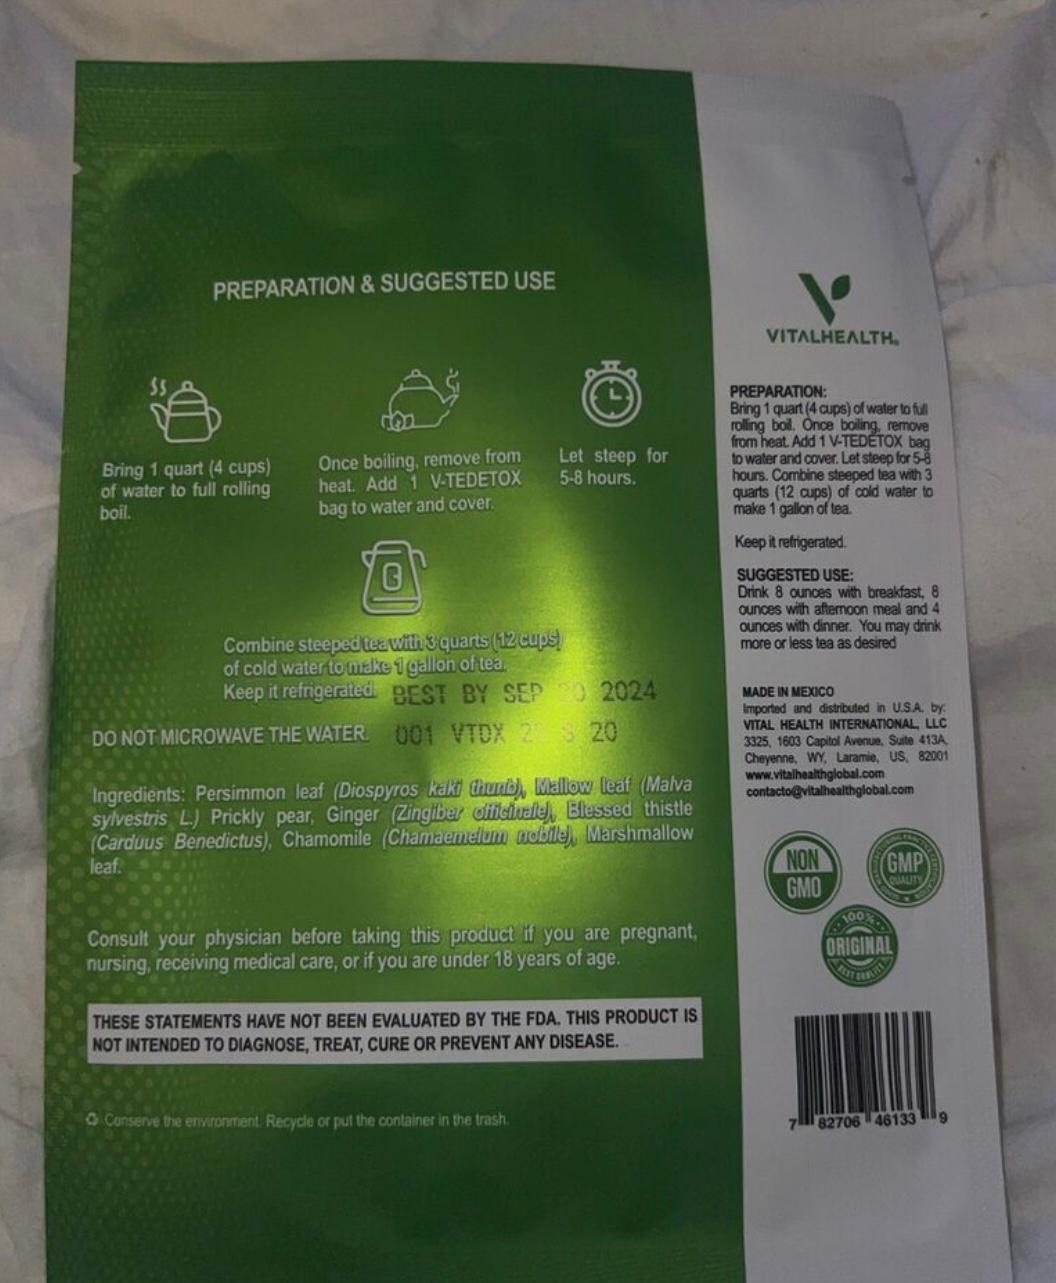 PREPARATION & SUGGESTED USE
Bring 1 quart (4 cups)
of water to full rolling
boil.
Once boiling, remove from
heat. Add 1 V-TEDETOX
bag to water and cover.
Let steep for
5-8 hours.
Combine steeped tea with 3 quarts (12 cups)
of cold water to make 1 gallon of tea.
Keep it refrigerated.
BEST BY SEP 2024
DO NOT MICROWAVE THE WATER.
001 VTDX 20
Ingredients: Persimmon leaf (Diospyros kaki thunb), Mallow leaf (Malva
sylvestris L.) Prickly pear, Ginger (Zingiber officinale), Blessed thistle
(Carduus Benedictus), Chamomile (Chamaemelum nobile), Marshmallow
leaf.
Consult your physician before taking this product if you are pregnant,
nursing, receiving medical care, or if you are under 18 years of age.
THESE STATEMENTS HAVE NOT BEEN EVALUATED BY THE FDA. THIS PRODUCT IS
NOT INTENDED TO DIAGNOSE, TREAT, CURE OR PREVENT ANY DISEASE.
Conserve the environment. Recycle or put the container in the trash.
VITALHEALTH
PREPARATION:
Bring 1 quart (4 cups) of water to full
rolling boil. Once boiling, remove
from heat. Add 1 V-TEDETOX bag
to water and cover. Let steep for 5-8
hours. Combine steeped tea with 3
quarts (12 cups) of cold water to
make 1 gallon of tea.
Keep it refrigerated.
SUGGESTED USE:
Drink 8 ounces with breakfast, 8
ounces with afternoon meal and 4
ounces with dinner. You may drink
more or less tea as desired
MADE IN MEXICO
Imported and distributed in U.S.A. by:
VITAL HEALTH INTERNATIONAL, LLC
3325, 1603 Capitol Avenue, Suite 413A,
Cheyenne, WY, Laramie, US, 82001
www.vitalhealthglobal.com
contacto@vitalhealthglobal.com
NON
GMO
GMP
QUALITY
100%
ORIGINAL
BEST QUALITY
7 82706 46133 9